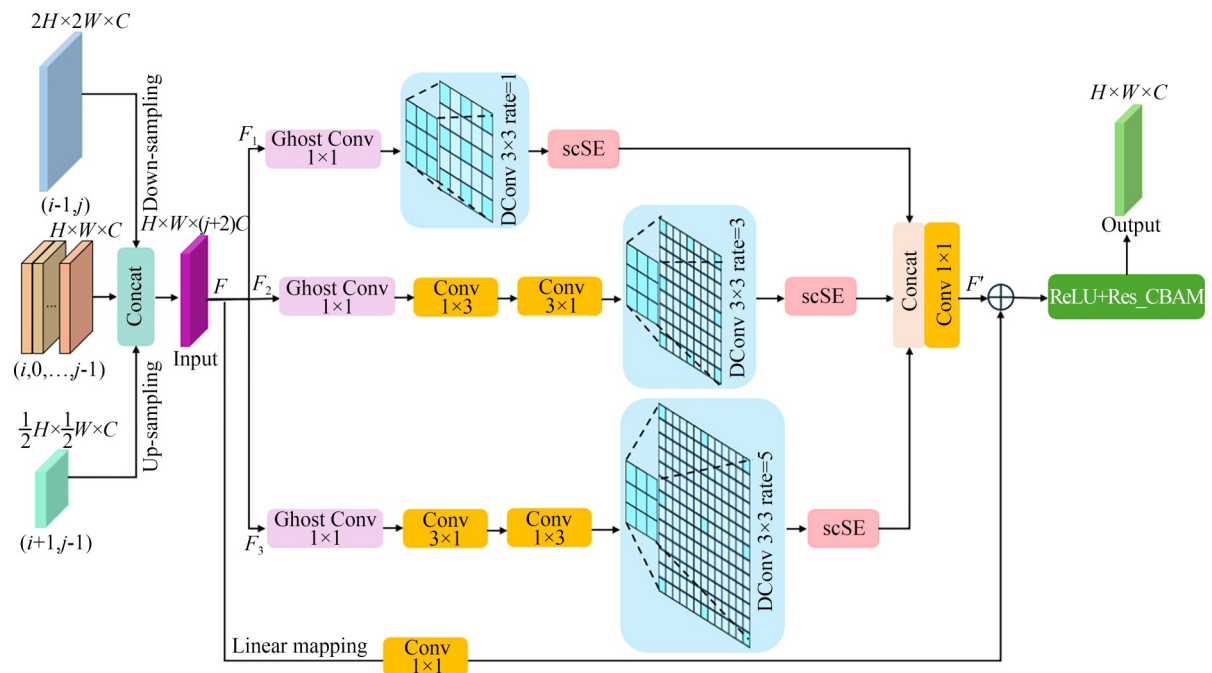 2H×2W×C
(i-1,j)
Down-sampling
H×W×C
...
(i,0,…,j-1)
Concat
H×W×(j+2)C
Input
F
1/2H×1/2W×C
(i+1,j-1)
Up-sampling
F₁
Ghost Conv
1×1
DConv 3×3 rate=1
scSE
F₂
Ghost Conv
1×1
Conv
1×3
Conv
3×1
DConv 3×3 rate=3
scSE
F₃
Ghost Conv
1×1
Conv
3×1
Conv
1×3
DConv 3×3 rate=5
scSE
Linear mapping
Conv
1×1
Concat
Conv 1×1
F′
H×W×C
Output
ReLU+Res_CBAM